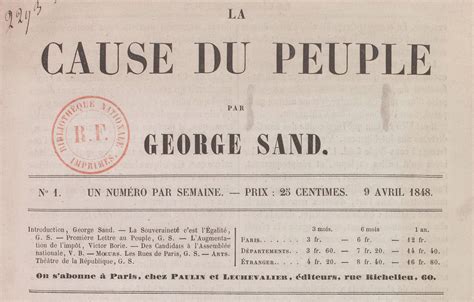 2293
LA
CAUSE DU PEUPLE
PAR
GEORGE SAND.
BIBLIOTHÈQUE NATIONALE
R.F.
IMPRIMÉS.
No 1. UN NUMÉRO PAR SEMAINE. — PRIX : 25 CENTIMES. 9 AVRIL 1848.
Introduction, George Sand. — La Souveraineté c'est l'Égalité,
G. S. — Première Lettre au Peuple, G. S. — L'Augmentation
de l'impôt, Victor Borie. — Des Candidats à l'Assemblée
nationale, V. B. — MŒURS. Les Rues de Paris, G. S. — ARTS.
Théâtre de la République, G. S.
3 mois. 6 mois. 1 an.
PARIS. — 3 fr. — 6 fr. — 12 fr.
DÉPARTEMENTS. 3 fr. 60 — 7 fr. 20 — 14 fr. 40
ÉTRANGER. — 4 fr. 20 — 8 fr. 40 — 16 fr. 80
On s'abonne à Paris, chez PAULIN et LECHEVALIER, éditeurs, rue Richelieu, 60.